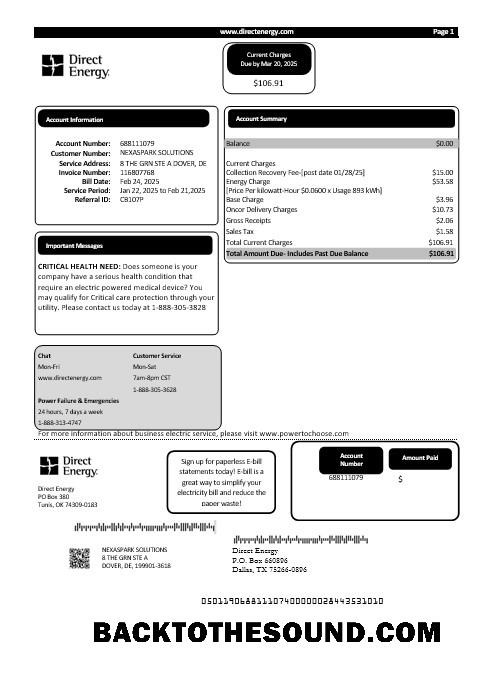 www.directenergy.com Page 1
Direct Energy.
Current Charges
Due by Mar 20, 2025
$106.91
Account Information
Account Number: 688111079
Customer Number: NEXASPARK SOLUTIONS
Service Address: 8 THE GRN STE A DOVER, DE
Invoice Number: 116807768
Bill Date: Feb 24, 2025
Service Period: Jan 22, 2025 to Feb 21,2025
Referral ID: CB107P
Account Summary
Balance $0.00
Current Charges
Collection Recovery Fee-[post date 01/28/25] $15.00
Energy Charge $53.58
[Price Per kilowatt-Hour $0.0600 x Usage 893 kWh]
Base Charge $3.96
Oncor Delivery Charges $10.73
Gross Receipts $2.06
Sales Tax $1.58
Total Current Charges $106.91
Total Amount Due- Includes Past Due Balance $106.91
Important Messages
CRITICAL HEALTH NEED: Does someone is your
company have a serious health condition that
require an electric powered medical device? You
may qualify for Critical care protection through your
utility. Please contact us today at 1-888-305-3828
Chat Customer Service
Mon-Fri Mon-Sat
www.directenergy.com 7am-8pm CST
1-888-305-3628
Power Failure & Emergencies
24 hours, 7 days a week
1-888-313-4747
For more information about business electric service, please visit www.powertochoose.com
Direct Energy.
Direct Energy
PO Box 380
Tunis, OK 74309-0183
Sign up for paperless E-bill
statements today! E-bill is a
great way to simplify your
electricity bill and reduce the
paper waste!
Account Number Amount Paid
688111079 $
NEXASPARK SOLUTIONS
8 THE GRN STE A
DOVER, DE, 199901-3618
Direct Energy
P.O. Box 660896
Dallas, TX 75266-0896
BACKTOTHESOUND.COM